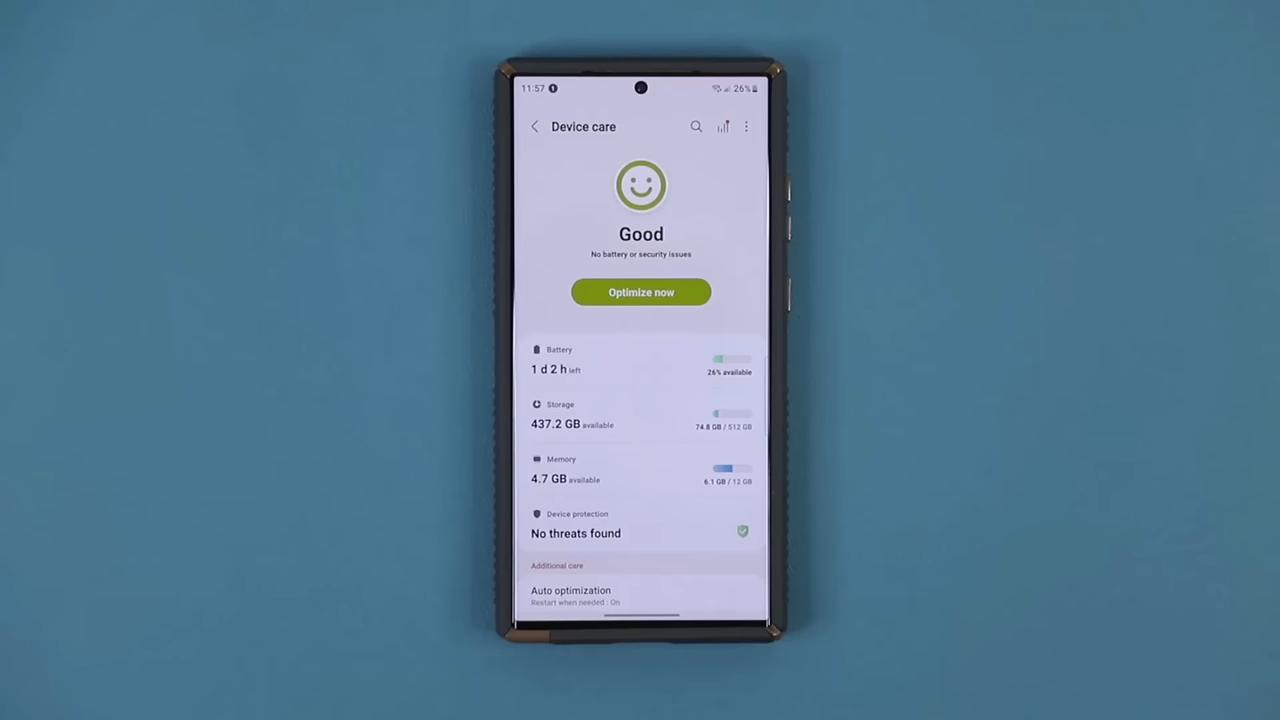 11:57
26%
Device care
Good
No battery or security issues
Optimize now
Battery
1 d 2 h left
26% available
Storage
437.2 GB available
74.8 GB / 512 GB
Memory
4.7 GB available
6.1 GB / 12 GB
Device protection
No threats found
Additional care
Auto optimization
Restart when needed : On